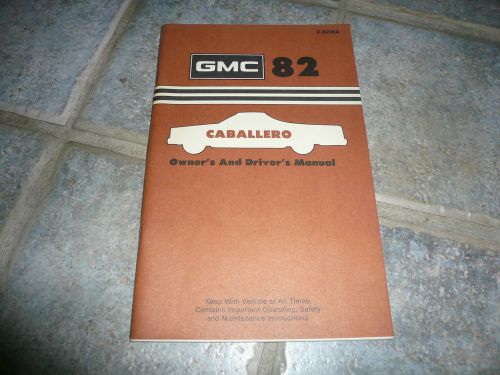 GMC 82
CABALLERO
Owner's And Driver's Manual
Keep With Vehicle at All Times.
Contains Important Operating, Safety
and Maintenance Instructions.